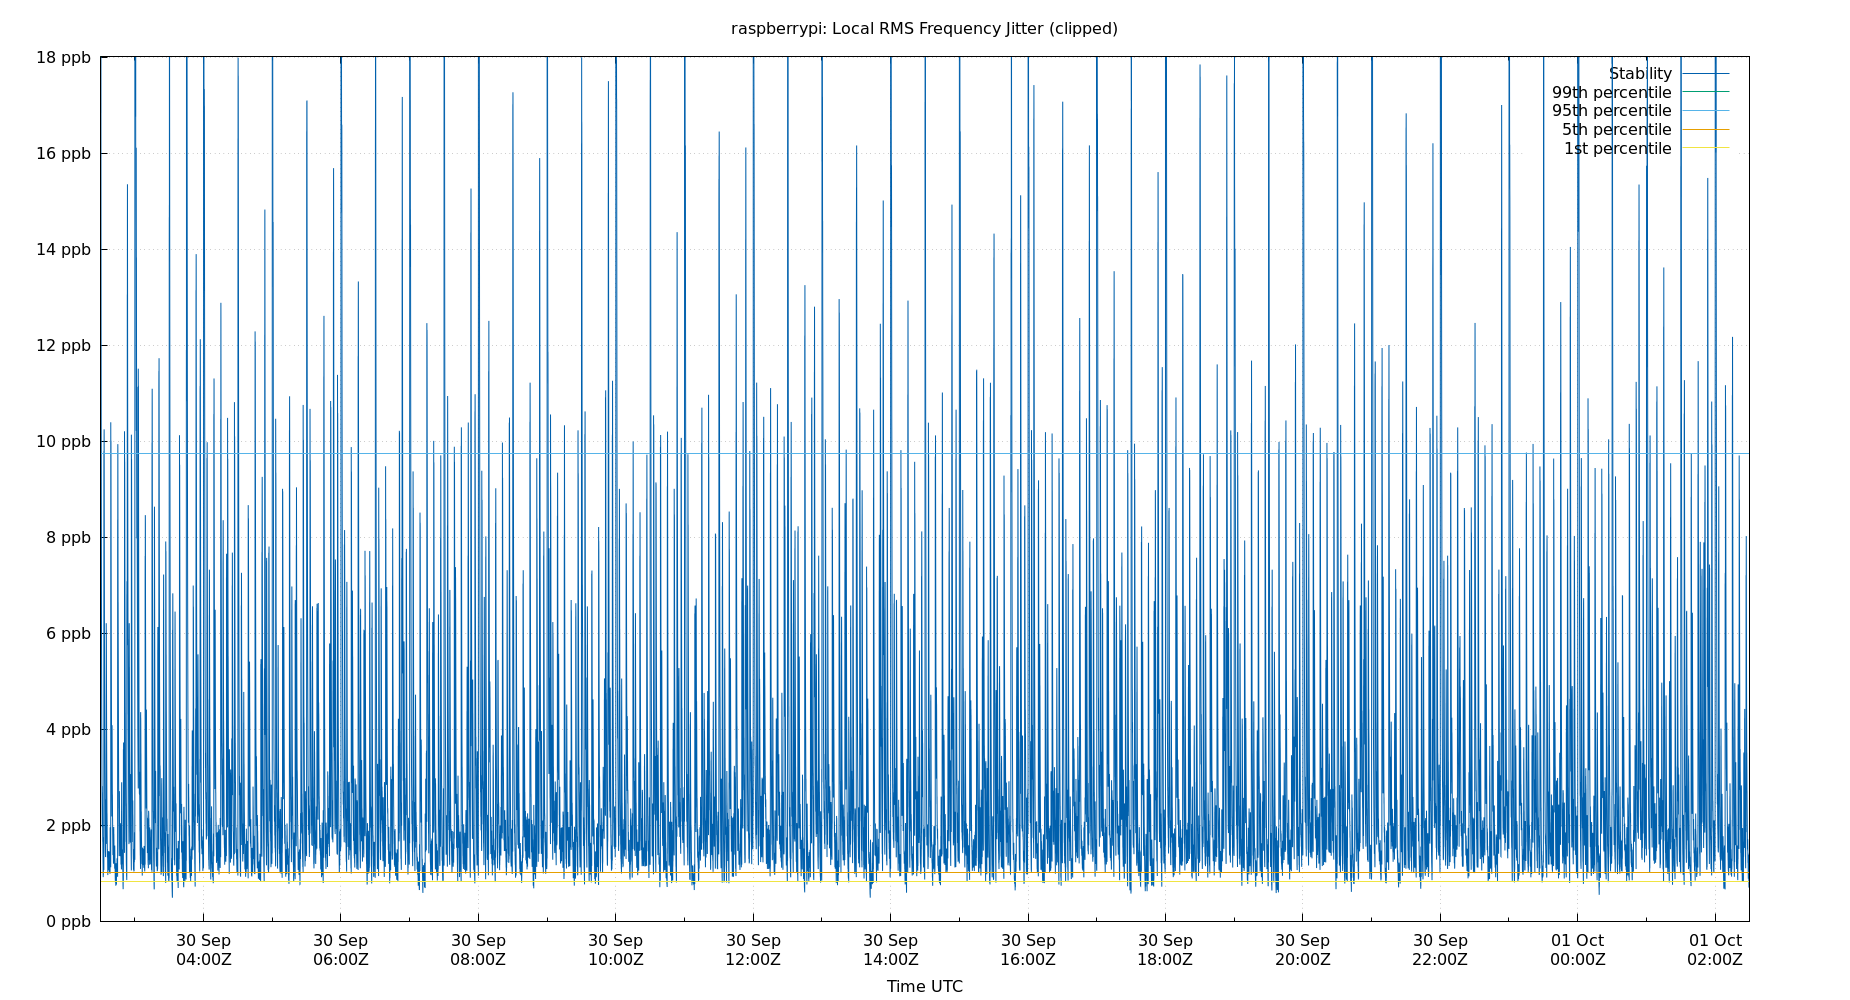 raspberrypi: Local RMS Frequency Jitter (clipped)
18 ppb
16 ppb
14 ppb
12 ppb
10 ppb
8 ppb
6 ppb
4 ppb
2 ppb
0 ppb
Stability
99th percentile
95th percentile
5th percentile
1st percentile
30 Sep 30 Sep 30 Sep 30 Sep 30 Sep 30 Sep 30 Sep 30 Sep 30 Sep 30 Sep 01 Oct 01 Oct
04:00Z 06:00Z 08:00Z 10:00Z 12:00Z 14:00Z 16:00Z 18:00Z 20:00Z 22:00Z 00:00Z 02:00Z
Time UTC